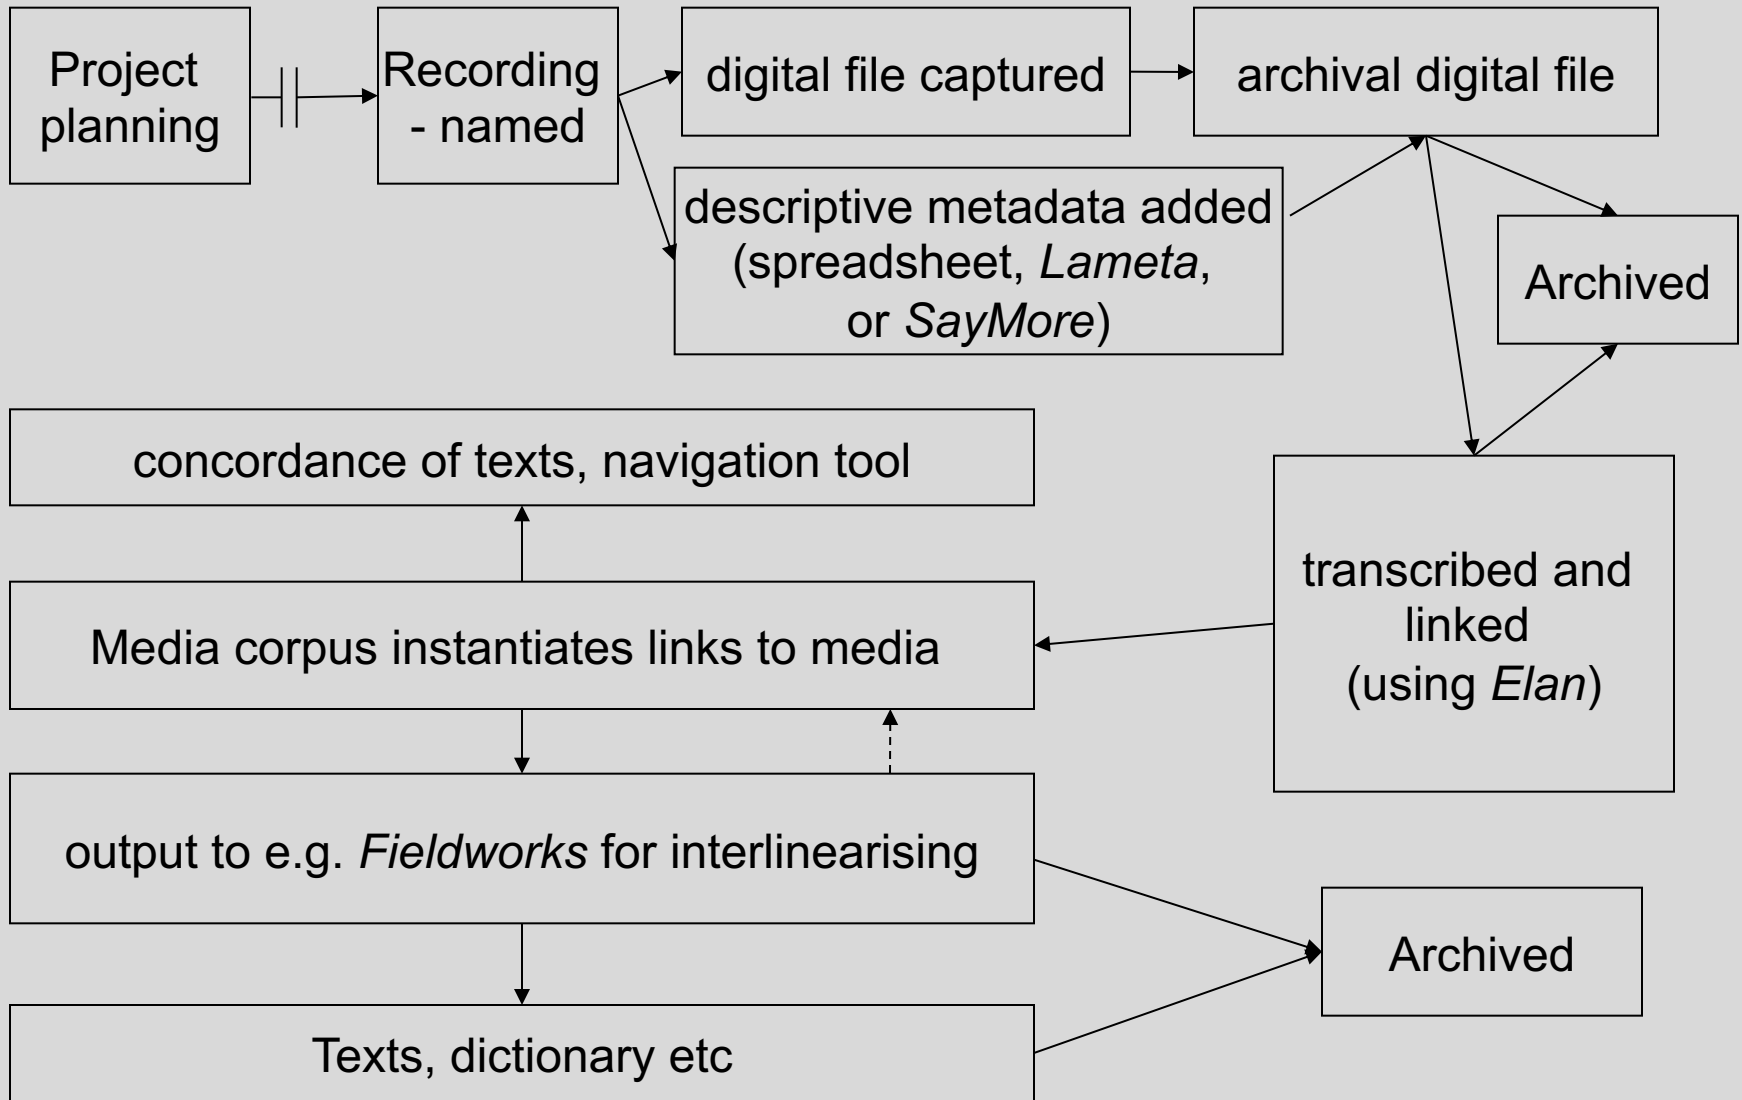 Project
planning
Recording
- named
digital file captured
archival digital file
descriptive metadata added
(spreadsheet, Lameta,
or SayMore)
Archived
concordance of texts, navigation tool
transcribed and
linked
(using Elan)
Media corpus instantiates links to media
output to e.g. Fieldworks for interlinearising
Archived
Texts, dictionary etc